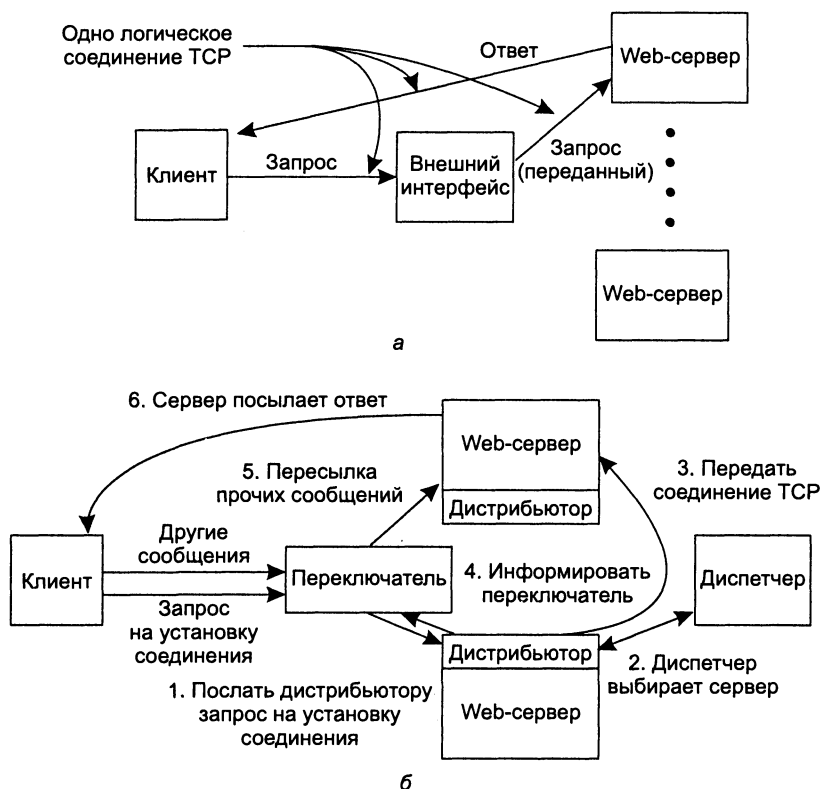 Одно логическое
соединение TCP
Ответ
Web-сервер
Клиент
Запрос
Внешний
интерфейс
Запрос
(переданный)
Web-сервер
а
6. Сервер посылает ответ
Web-сервер
Дистрибьютор
5. Пересылка
прочих сообщений
3. Передать
соединение TCP
Другие
сообщения
Клиент
Переключатель
4. Информировать
переключатель
Диспетчер
Запрос
на установку
соединения
Дистрибьютор
Web-сервер
2. Диспетчер
выбирает сервер
1. Послать дистрибьютору
запрос на установку
соединения
б